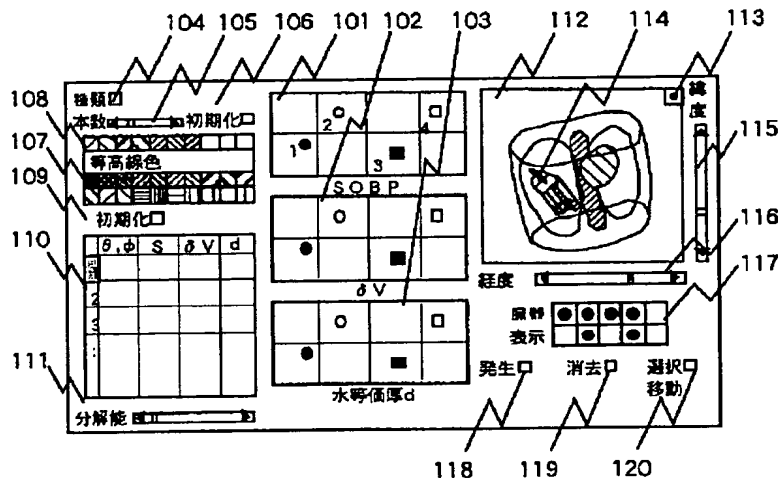 104 105 106 101 102 103 112 114 113
108
107
109
110
111
種類
本数 初期化
等高線色
初期化
θ,φ S δV d
2
3
:
分解能
1 2 3 4
SOBP
δV
水等価厚d
緯度
115
116
117
経度
臓器
表示
発生 消去 選択
移動
118 119 120